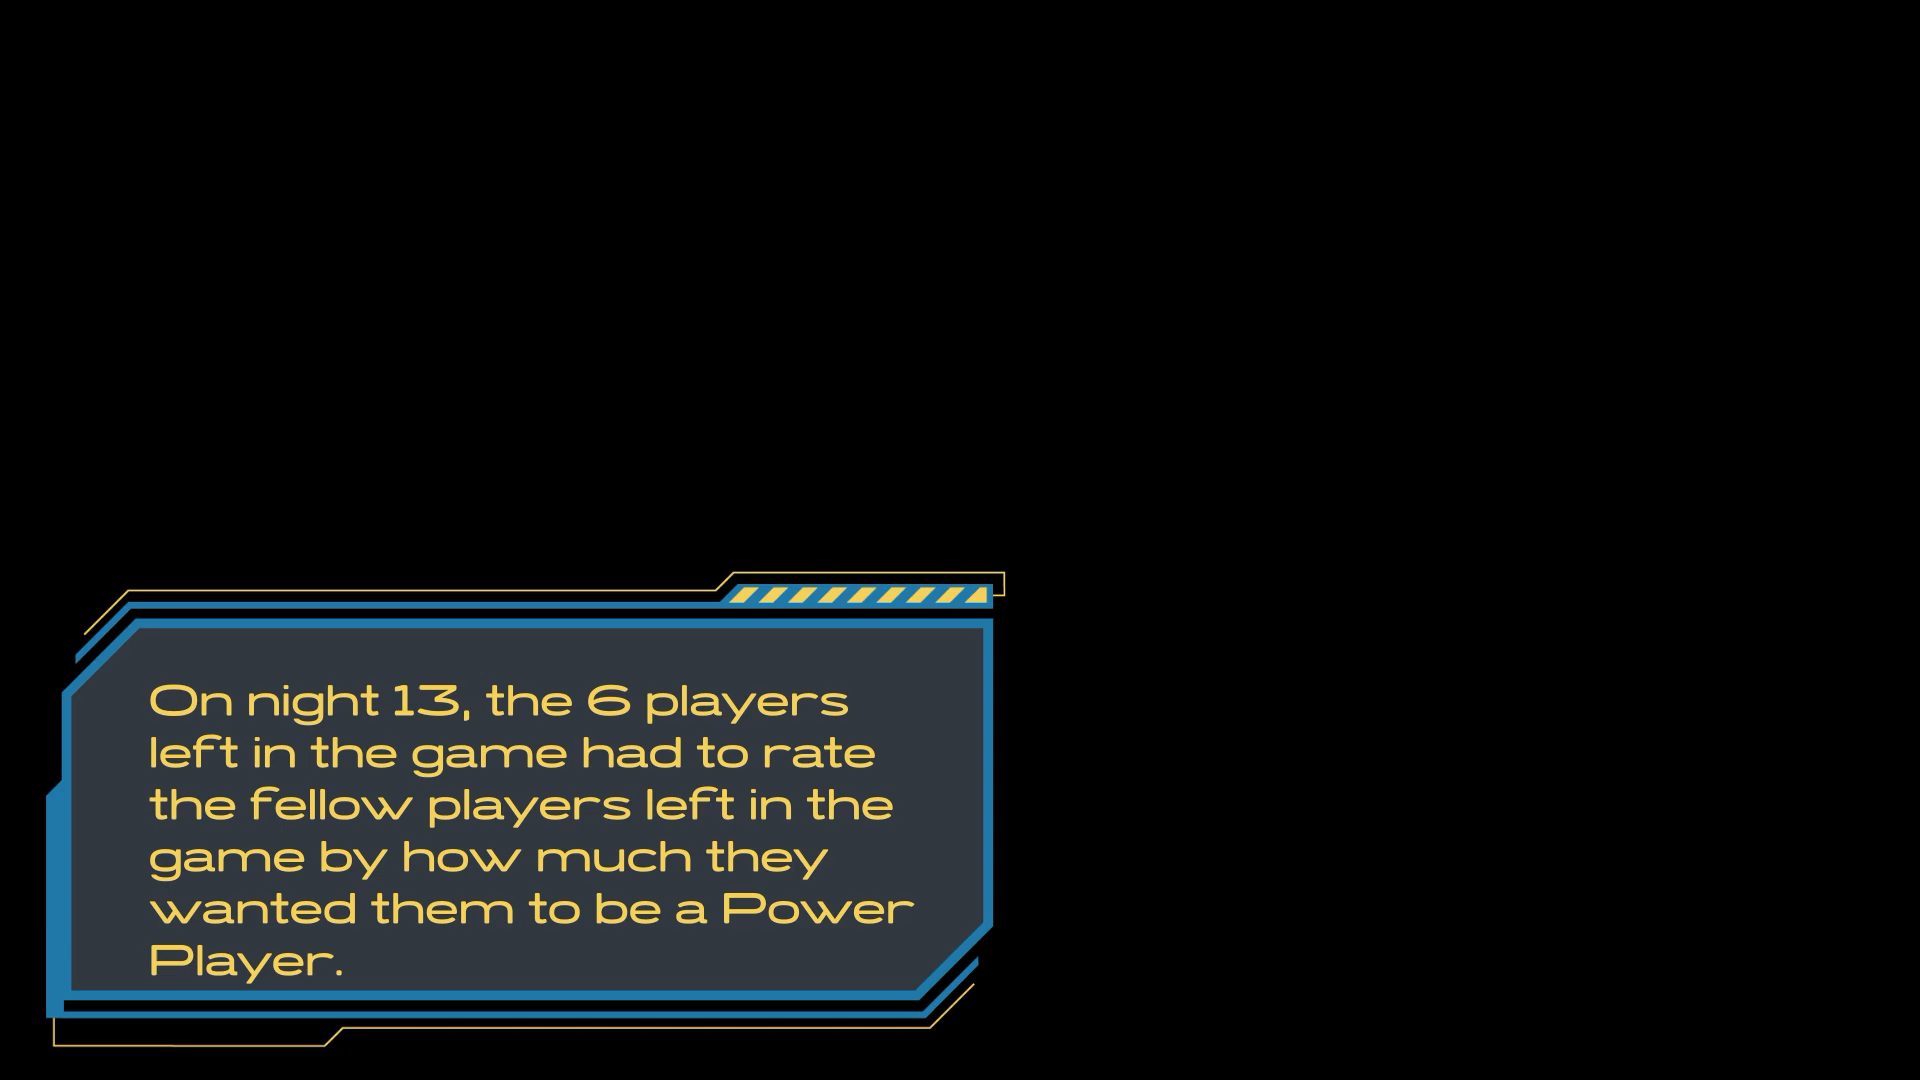 On night 13, the 6 players
left in the game had to rate
the fellow players left in the
game by how much they
wanted them to be a Power
Player.